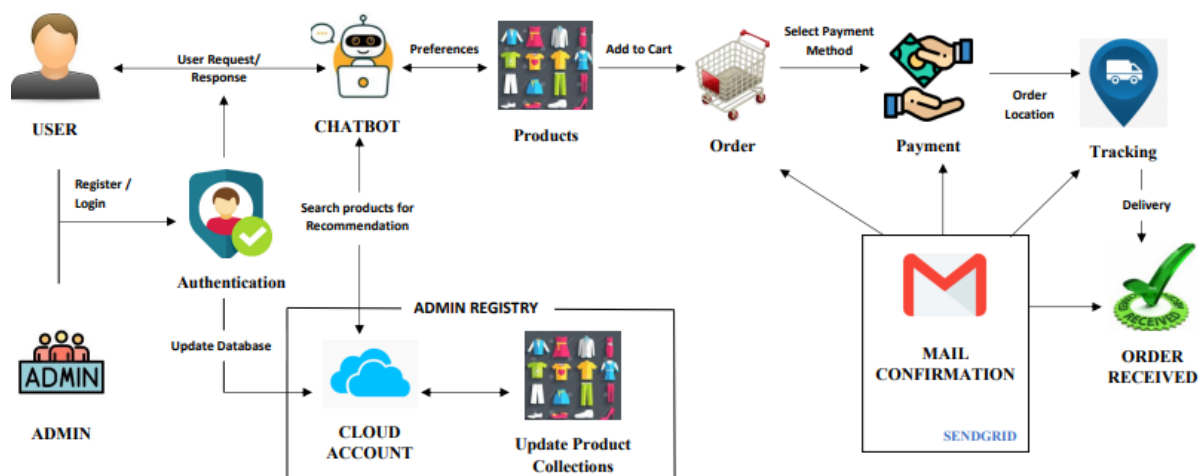 User Request/
Response
Preferences
Add to Cart
Select Payment
Method
Order
Location
USER
CHATBOT
Products
Order
Payment
Tracking
Register /
Login
Search products for
Recommendation
Delivery
Authentication
ADMIN REGISTRY
Update Database
ADMIN
ADMIN
CLOUD
ACCOUNT
Update Product
Collections
MAIL
CONFIRMATION
SENDGRID
RECEIVED
ORDER
RECEIVED